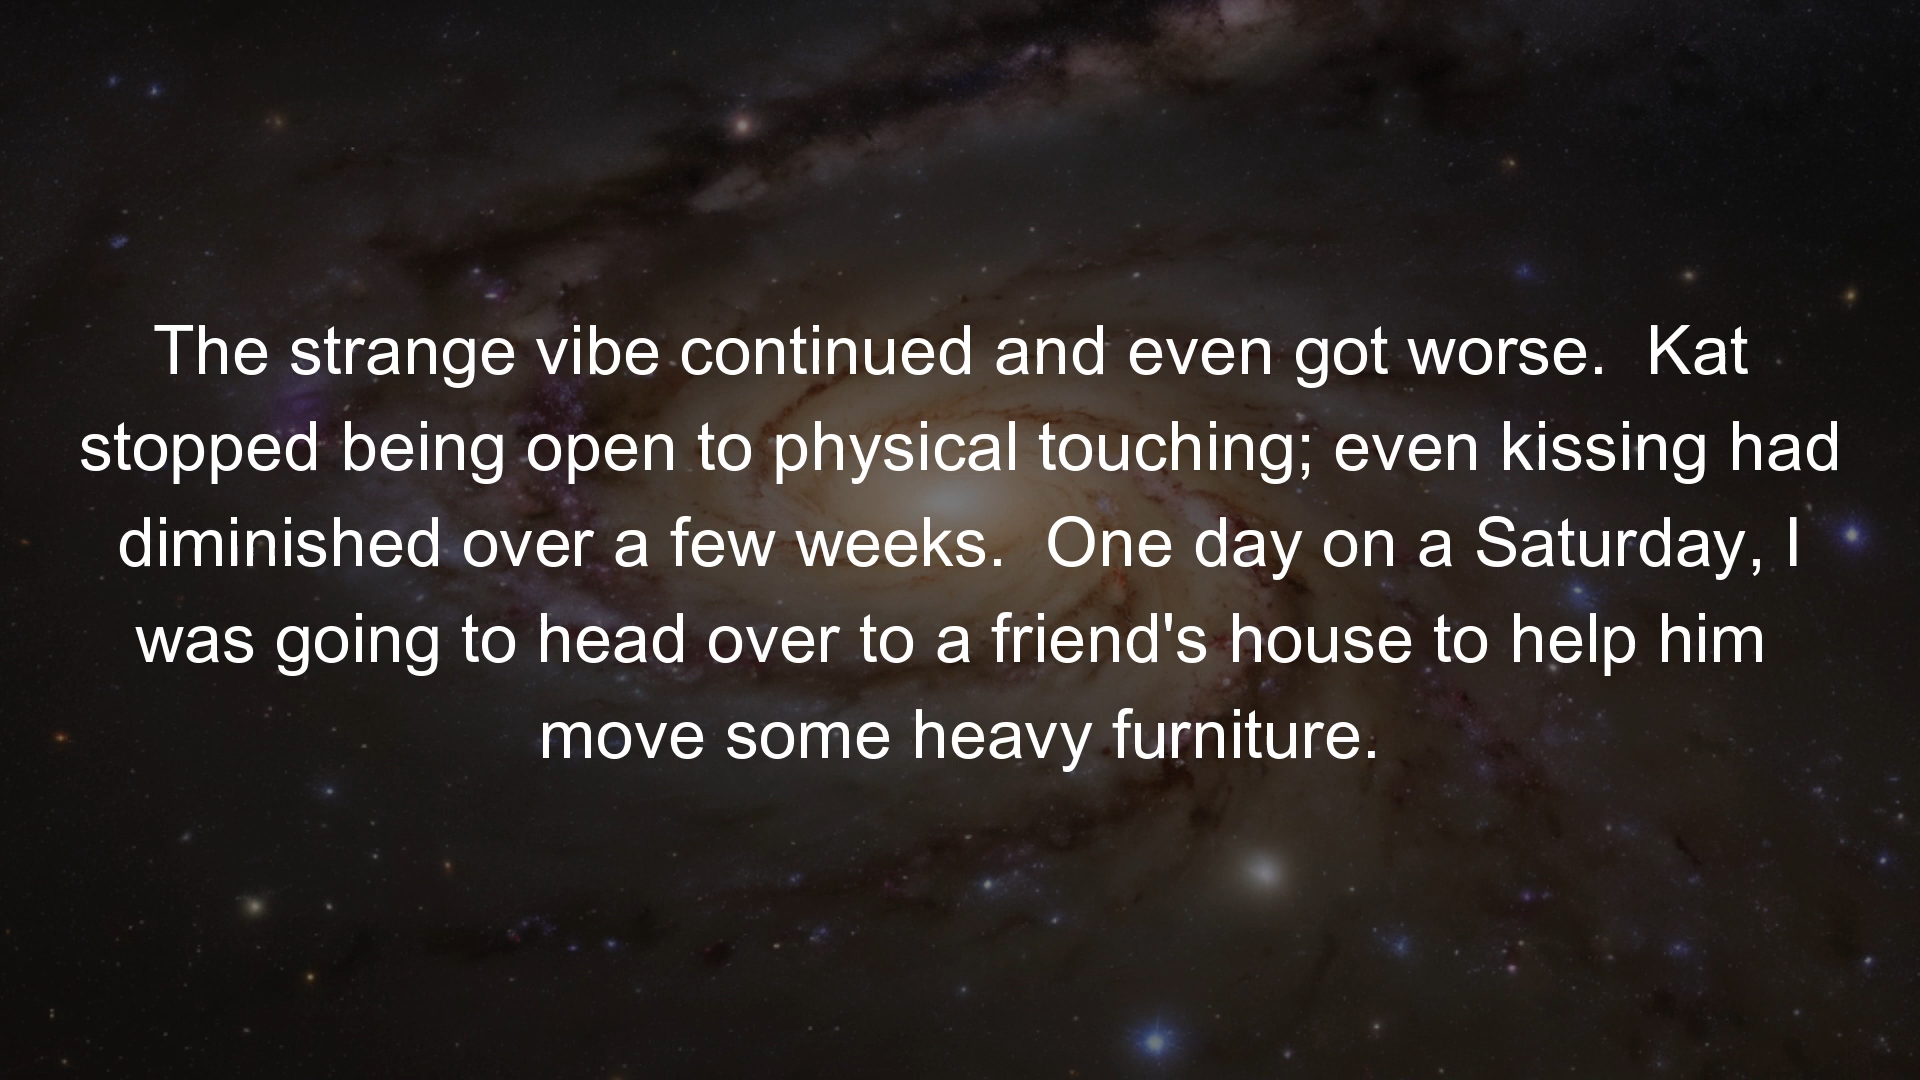 The strange vibe continued and even got worse.  Kat
stopped being open to physical touching; even kissing had
diminished over a few weeks.  One day on a Saturday, I
was going to head over to a friend's house to help him
move some heavy furniture.